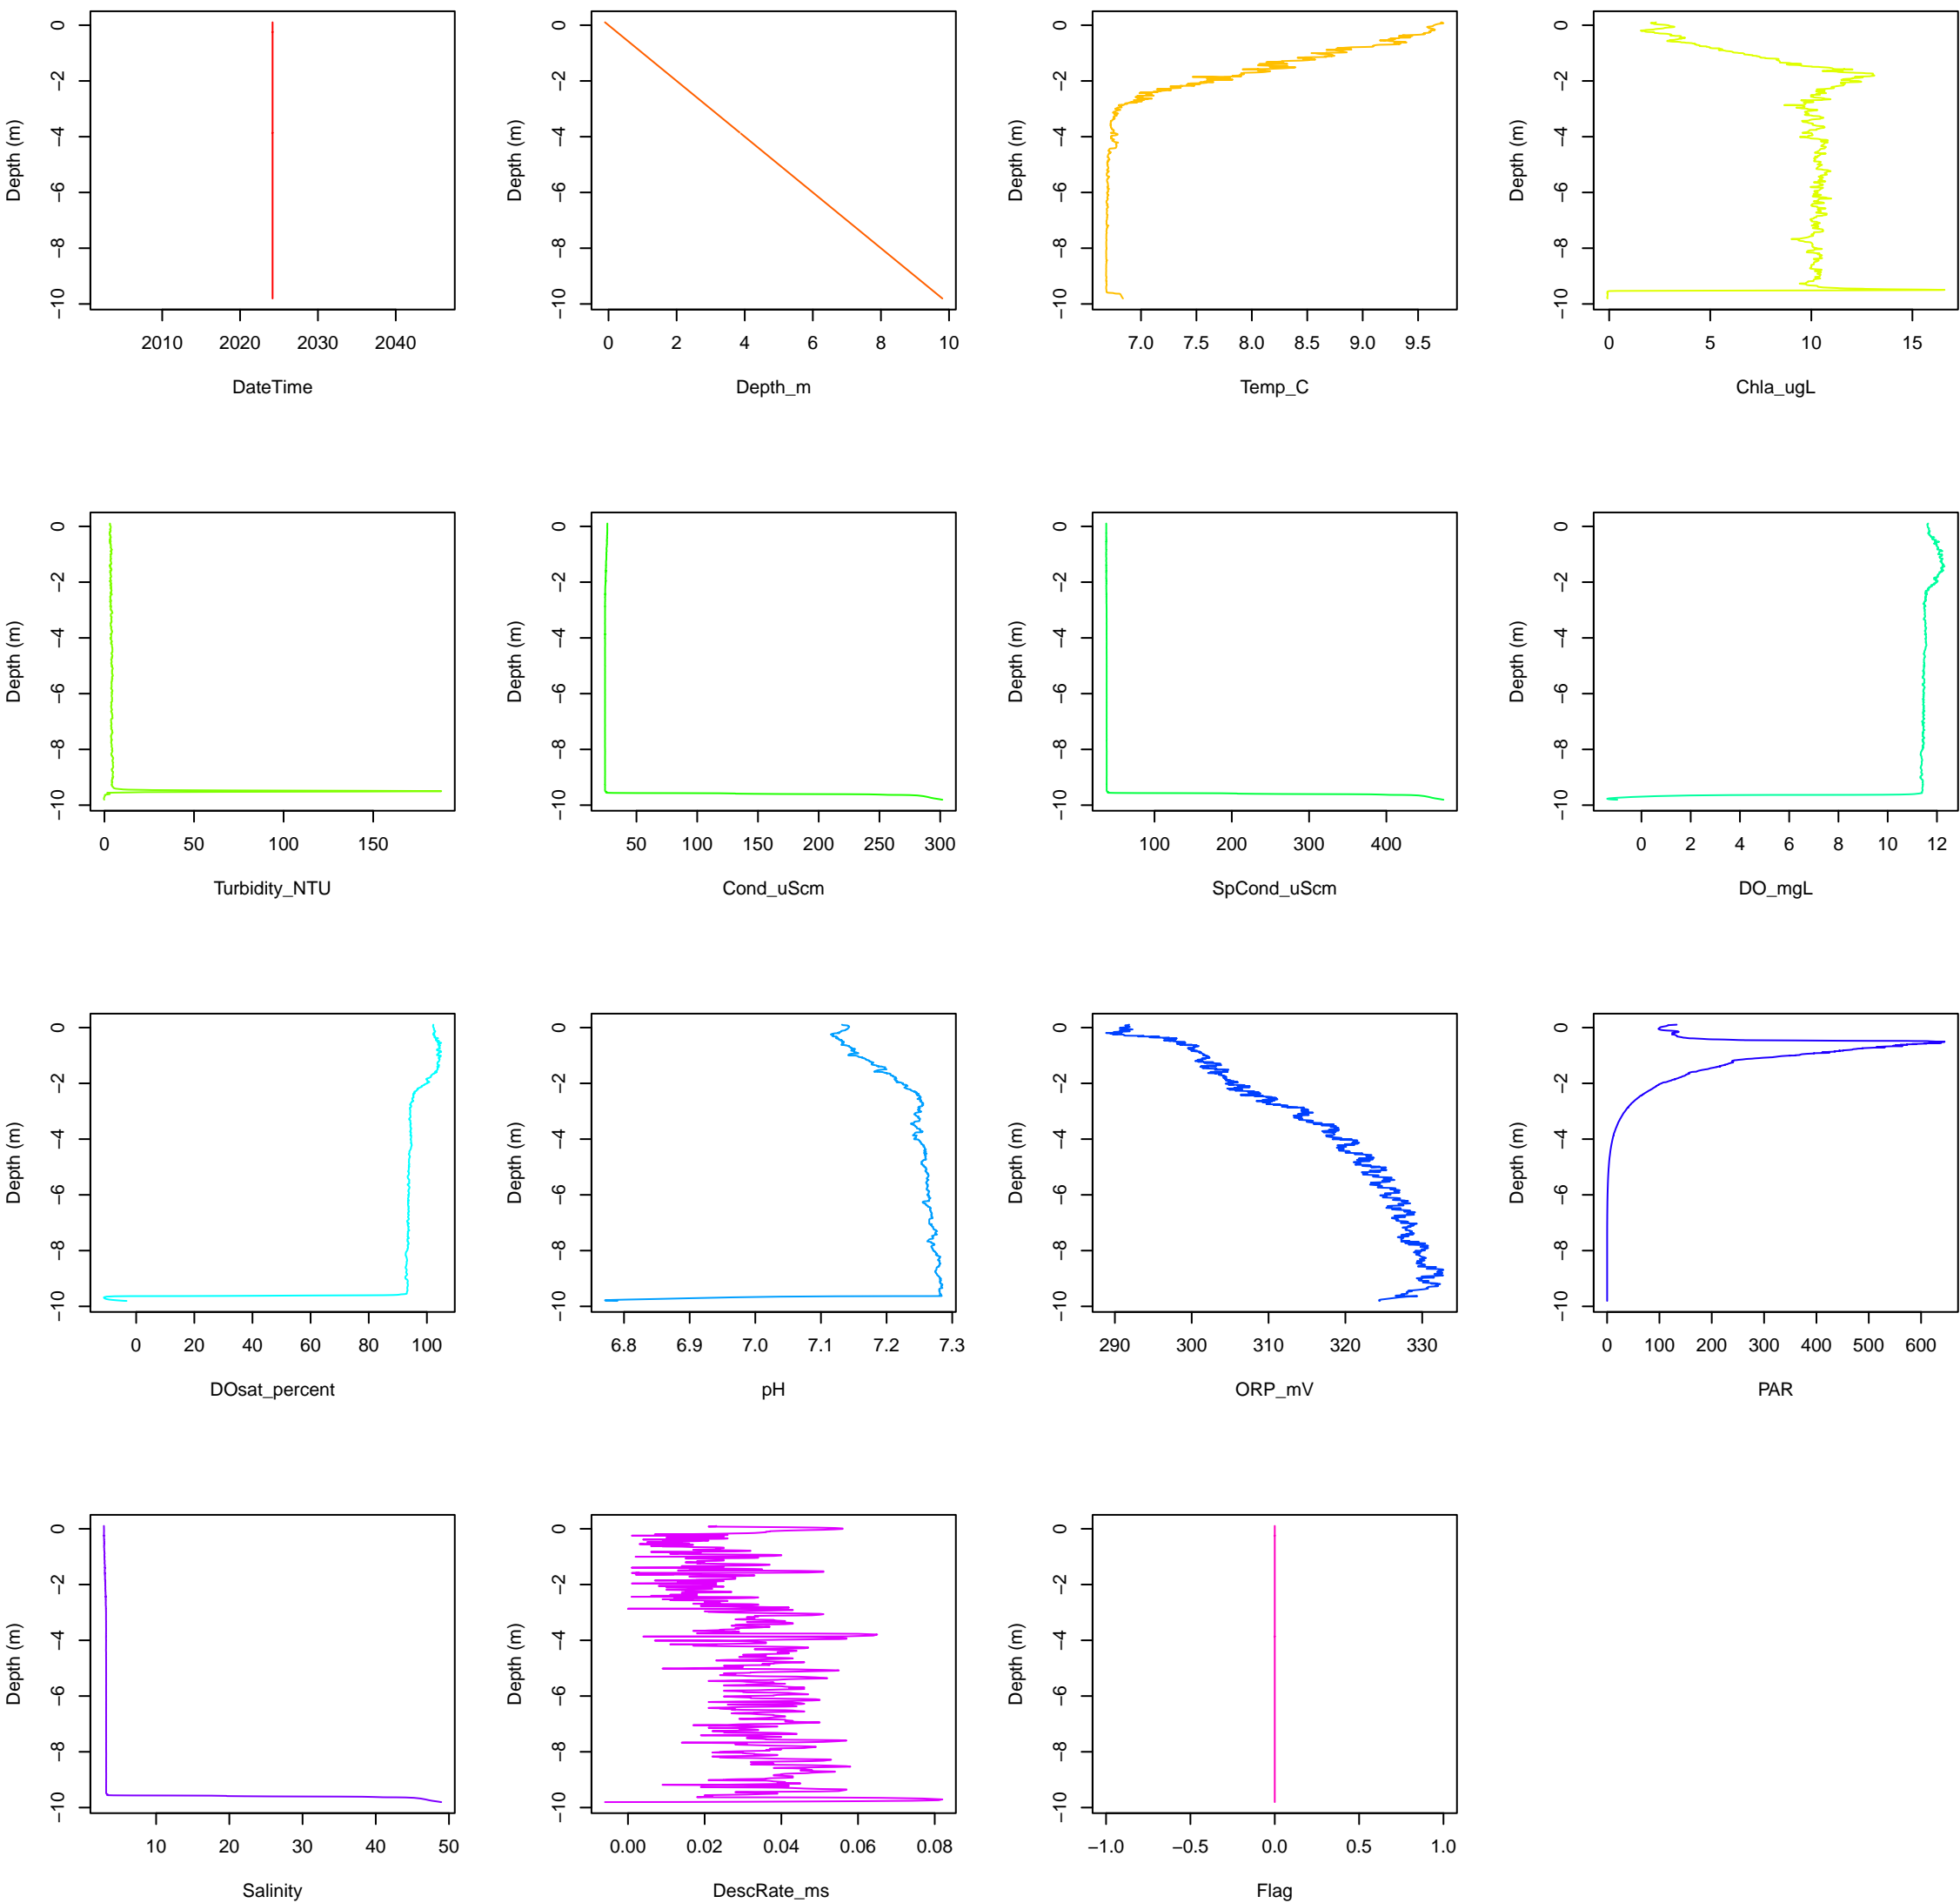 Depth (m)
0
−2
−4
−6
−8
−10
2010 2020 2030 2040
DateTime
Depth (m)
0
−2
−4
−6
−8
−10
0 2 4 6 8 10
Depth_m
Depth (m)
0
−2
−4
−6
−8
−10
7.0 7.5 8.0 8.5 9.0 9.5
Temp_C
Depth (m)
0
−2
−4
−6
−8
−10
0 5 10 15
Chla_ugL
Depth (m)
0
−2
−4
−6
−8
−10
0 50 100 150
Turbidity_NTU
Depth (m)
0
−2
−4
−6
−8
−10
50 100 150 200 250 300
Cond_uScm
Depth (m)
0
−2
−4
−6
−8
−10
100 200 300 400
SpCond_uScm
Depth (m)
0
−2
−4
−6
−8
−10
0 2 4 6 8 10 12
DO_mgL
Depth (m)
0
−2
−4
−6
−8
−10
0 20 40 60 80 100
DOsat_percent
Depth (m)
0
−2
−4
−6
−8
−10
6.8 6.9 7.0 7.1 7.2 7.3
pH
Depth (m)
0
−2
−4
−6
−8
−10
290 300 310 320 330
ORP_mV
Depth (m)
0
−2
−4
−6
−8
−10
0 100 200 300 400 500 600
PAR
Depth (m)
0
−2
−4
−6
−8
−10
10 20 30 40 50
Salinity
Depth (m)
0
−2
−4
−6
−8
−10
0.00 0.02 0.04 0.06 0.08
DescRate_ms
Depth (m)
0
−2
−4
−6
−8
−10
−1.0 −0.5 0.0 0.5 1.0
Flag